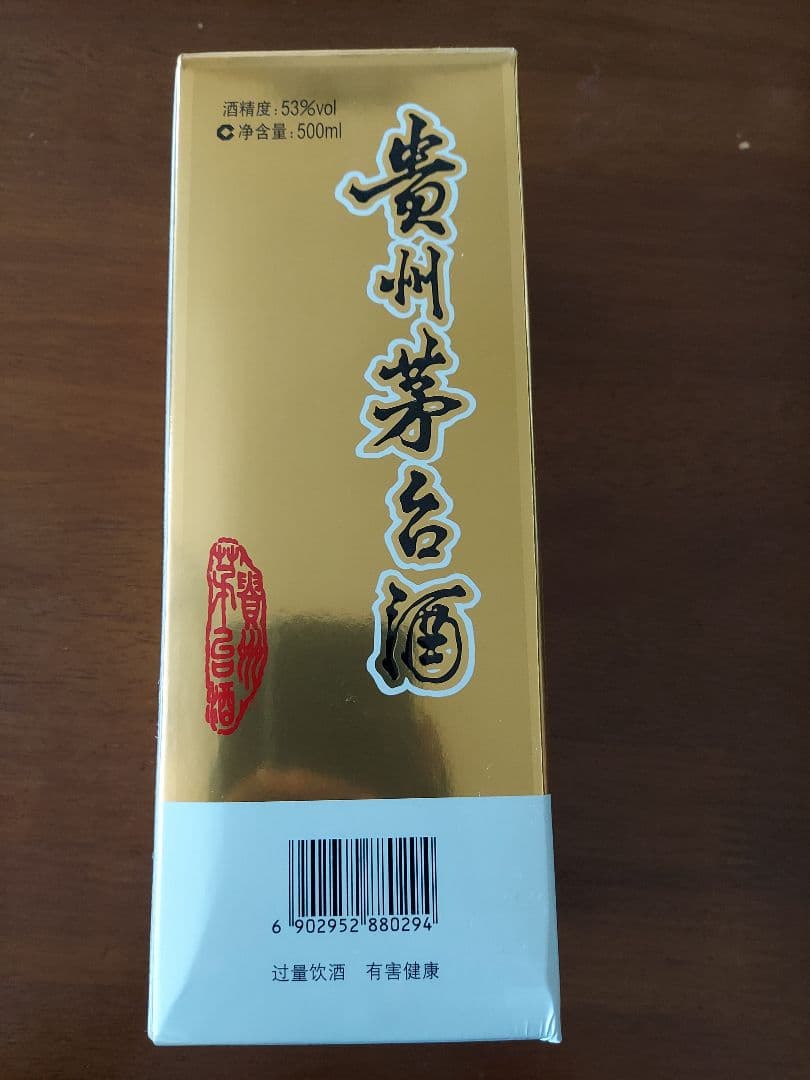 酒精度:53%vol
净含量:500ml
贵州茅台酒
貴州
茅台酒
6 902952 880294
过量饮酒 有害健康